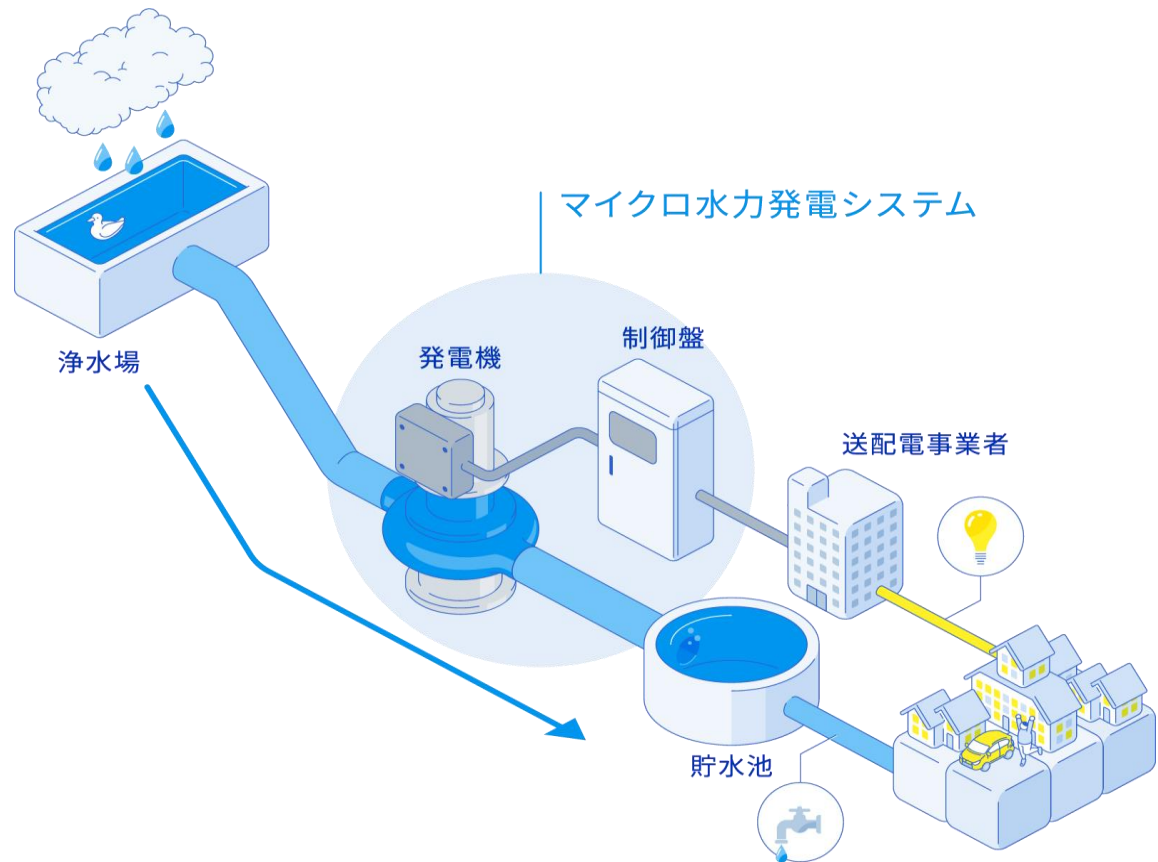 マイクロ水力発電システム
浄水場
発電機
制御盤
送配電事業者
貯水池